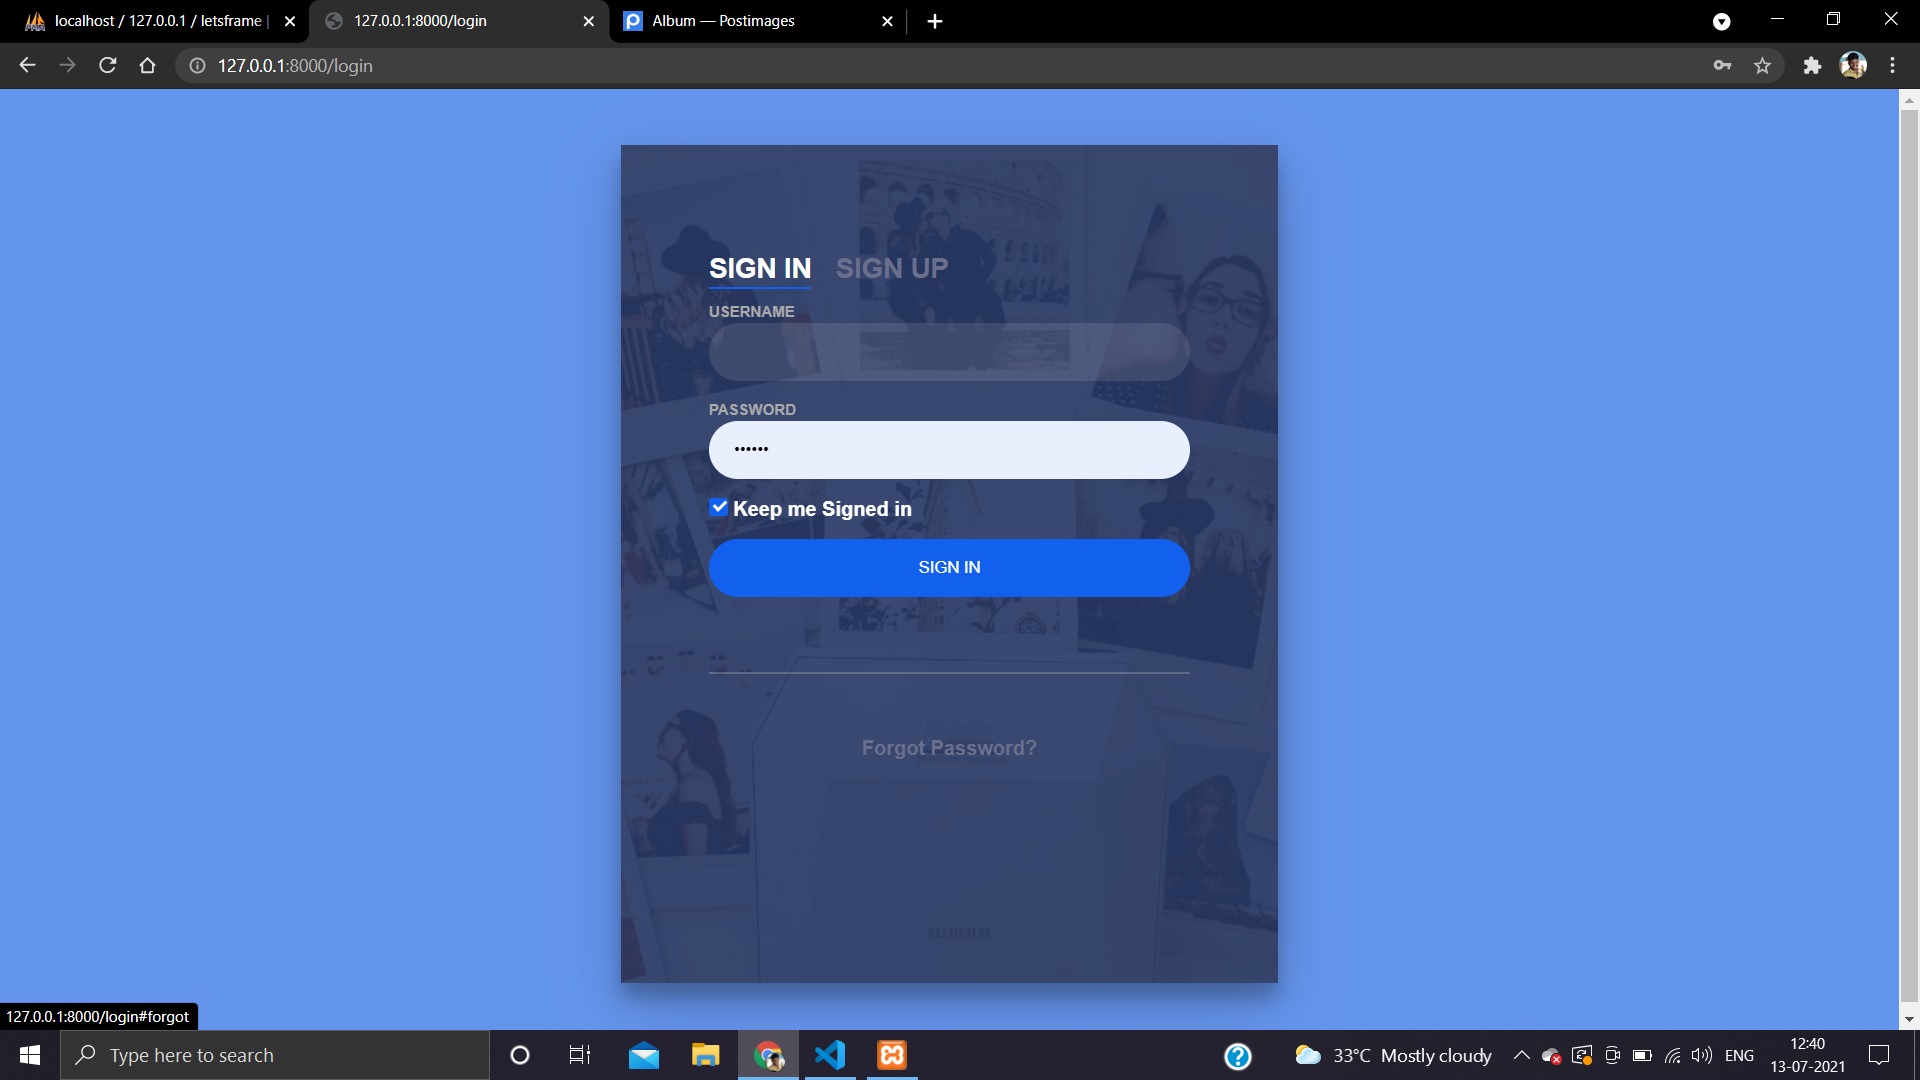 localhost / 127.0.0.1 / letsframe |
127.0.0.1:8000/login
Album — Postimages
127.0.0.1:8000/login
SIGN IN SIGN UP
USERNAME
PASSWORD
••••••
Keep me Signed in
SIGN IN
Forgot Password?
FUJIFILM
127.0.0.1:8000/login#forgot
Type here to search
33°C Mostly cloudy
ENG
12:40
13-07-2021